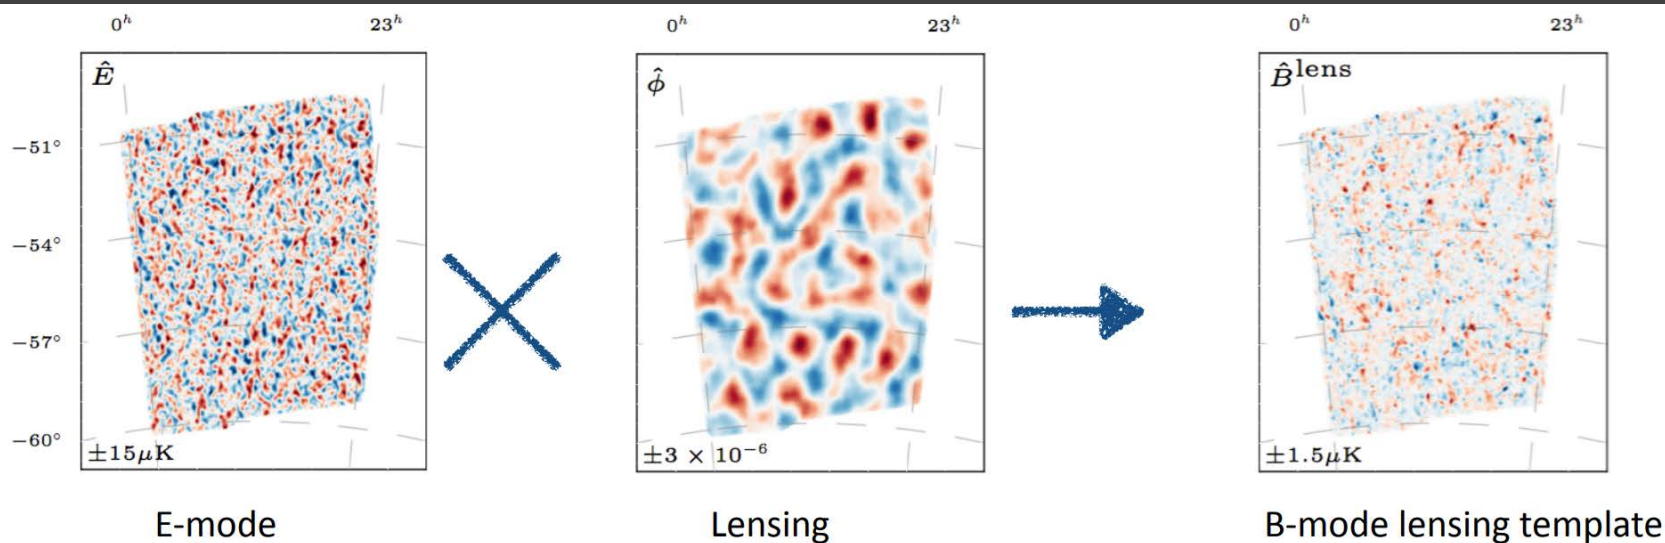 0ʰ 23ʰ 0ʰ 23ʰ 0ʰ 23ʰ
Ê
ϕ̂
B̂ˡᵉⁿˢ
−51°
−54°
−57°
−60°
±15μK
±3 × 10⁻⁶
±1.5μK
E-mode
Lensing
B-mode lensing template